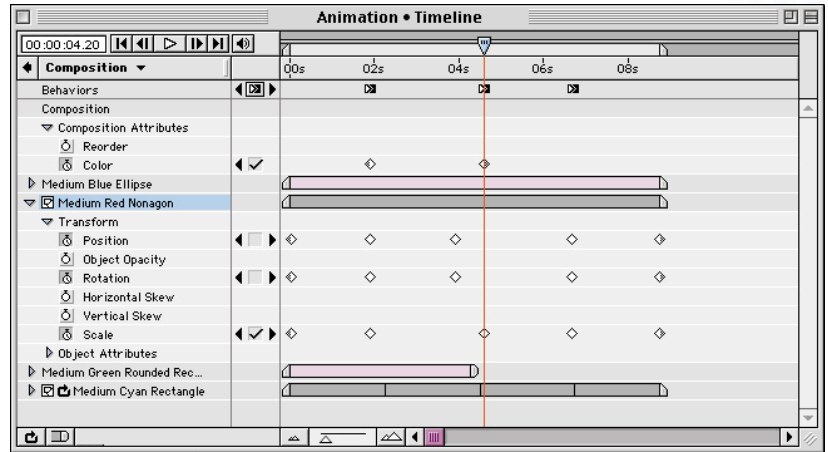 Animation • Timeline
00:00:04.20
Composition
00s 02s 04s 06s 08s
Behaviors
Composition
Composition Attributes
Reorder
Color
Medium Blue Ellipse
Medium Red Nonagon
Transform
Position
Object Opacity
Rotation
Horizontal Skew
Vertical Skew
Scale
Object Attributes
Medium Green Rounded Rec...
Medium Cyan Rectangle